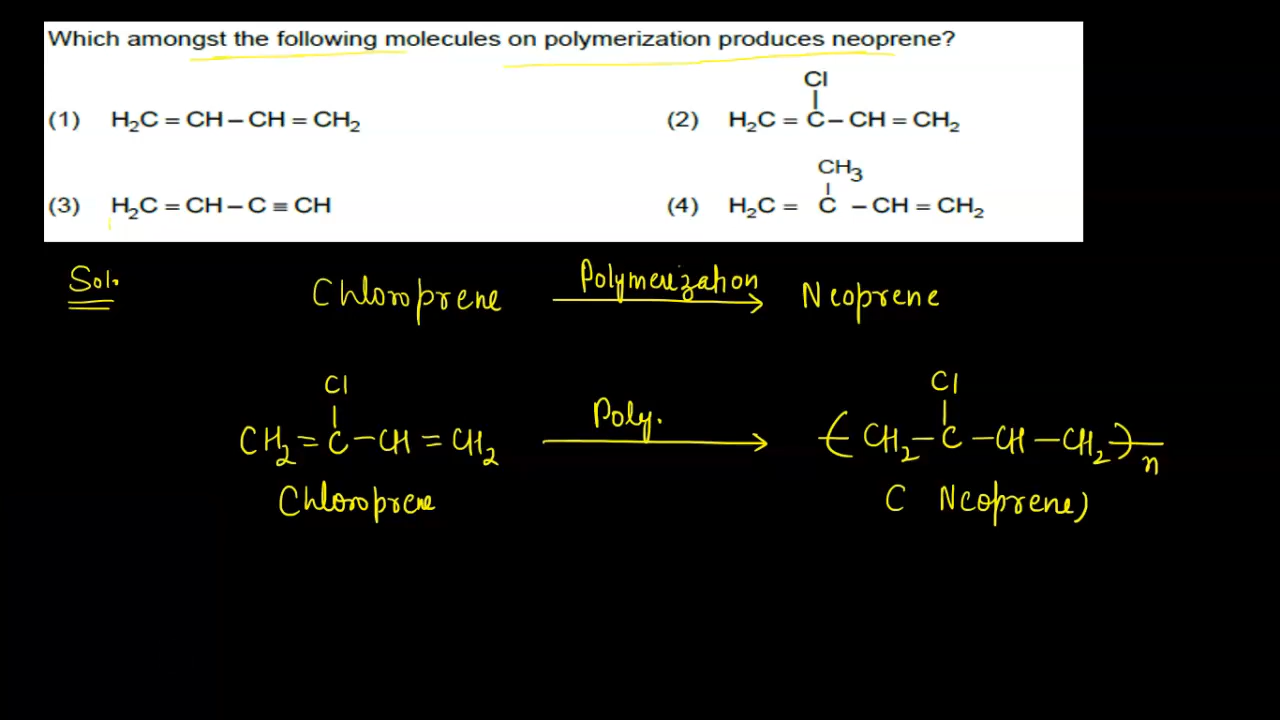 Which amongst the following molecules on polymerization produces neoprene?
(1) H₂C = CH – CH = CH₂
Cl
(2) H₂C = C – CH = CH₂
(3) H₂C = CH – C ≡ CH
CH₃
(4) H₂C = C – CH = CH₂
Sol.
Chloroprene Polymerization Neoprene
Cl Cl
CH₂ = C – CH = CH₂ Poly. ( CH₂ – C – CH – CH₂ )n
Chloroprene C Neoprene)